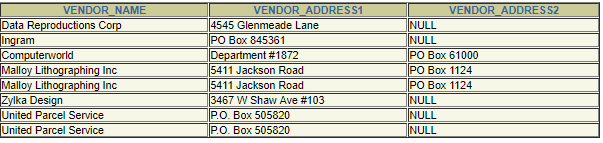 VENDOR_NAME VENDOR_ADDRESS1 VENDOR_ADDRESS2
Data Reproductions Corp 4545 Glenmeade Lane NULL
Ingram PO Box 845361 NULL
Computerworld Department #1872 PO Box 61000
Malloy Lithographing Inc 5411 Jackson Road PO Box 1124
Malloy Lithographing Inc 5411 Jackson Road PO Box 1124
Zylka Design 3467 W Shaw Ave #103 NULL
United Parcel Service P.O. Box 505820 NULL
United Parcel Service P.O. Box 505820 NULL